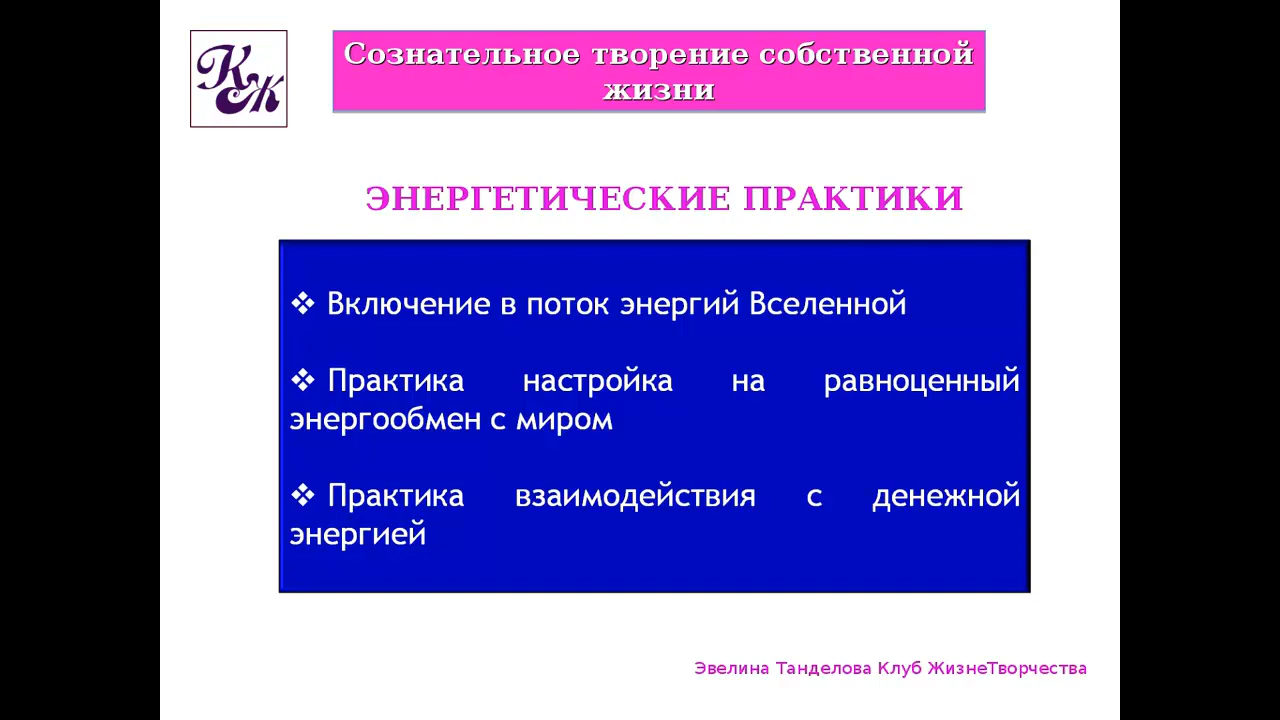 КЖ
Сознательное творение собственной
жизни
ЭНЕРГЕТИЧЕСКИЕ ПРАКТИКИ
❖ Включение в поток энергий Вселенной
❖ Практика настройка на равноценный
энергообмен с миром
❖ Практика взаимодействия с денежной
энергией
Эвелина Танделова Клуб ЖизнеТворчества